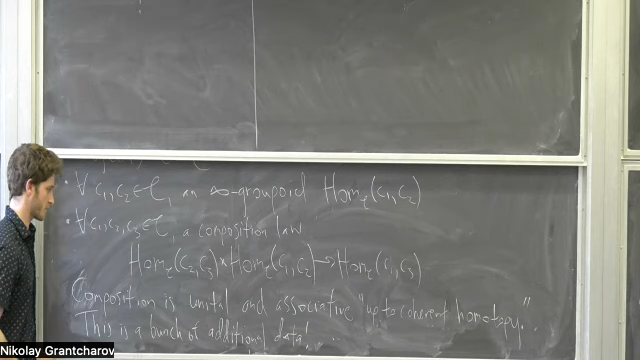 • ∀ c₁, c₂ ∈ C, an ∞-groupoid Hom_C(c₁, c₂)
• ∀ c₁, c₂, c₃ ∈ C, a composition law
Hom_C(c₂, c₃) × Hom_C(c₁, c₂) → Hom_C(c₁, c₃)
Composition is unital and associative "up to coherent homotopy."
This is a bunch of additional data!
Nikolay Grantcharov